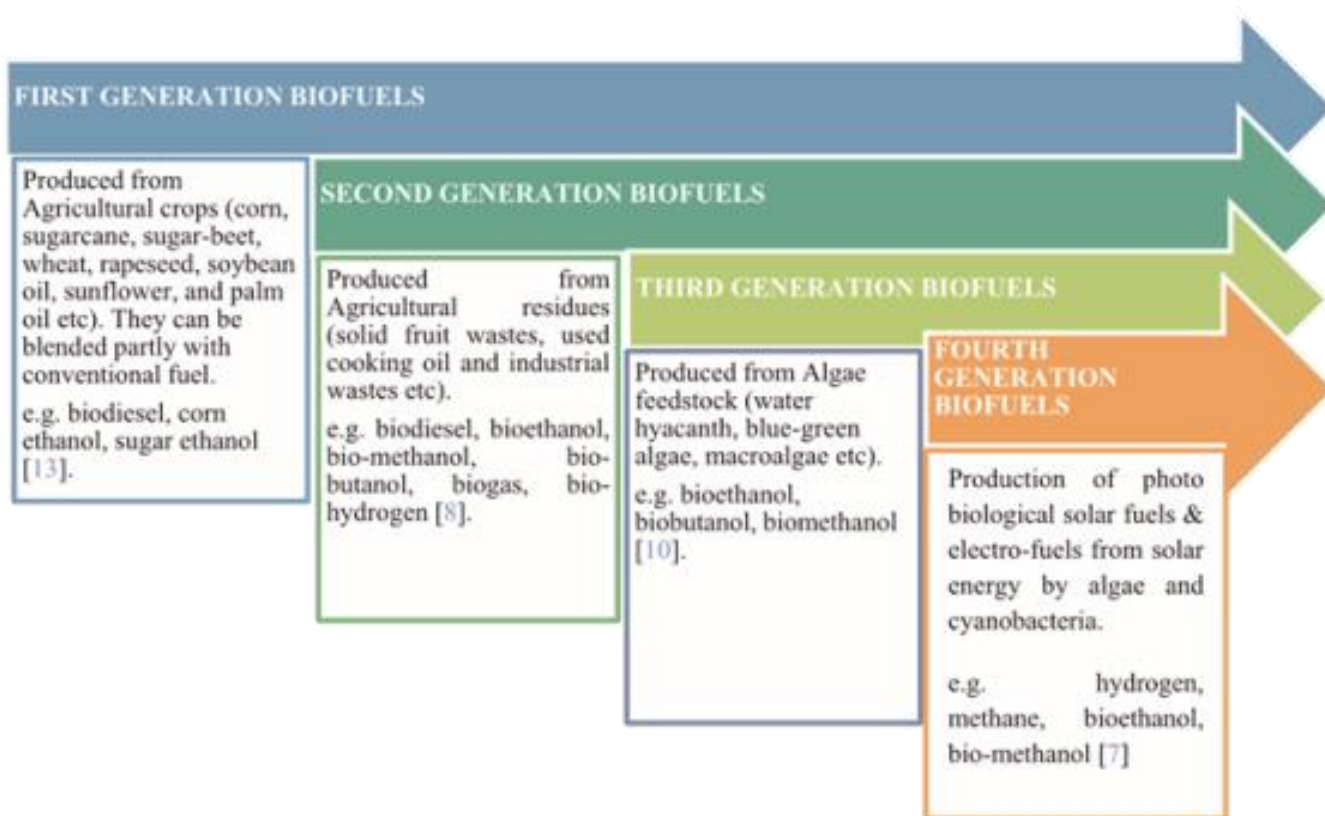 FIRST GENERATION BIOFUELS
Produced from
Agricultural crops (corn,
sugarcane, sugar-beet,
wheat, rapeseed, soybean
oil, sunflower, and palm
oil etc). They can be
blended partly with
conventional fuel.
e.g. biodiesel, corn
ethanol, sugar ethanol
[13].
SECOND GENERATION BIOFUELS
Produced from
Agricultural residues
(solid fruit wastes, used
cooking oil and industrial
wastes etc).
e.g. biodiesel, bioethanol,
bio-methanol, bio-
butanol, biogas, bio-
hydrogen [8].
THIRD GENERATION BIOFUELS
Produced from Algae
feedstock (water
hyacanth, blue-green
algae, macroalgae etc).
e.g. bioethanol,
biobutanol, biomethanol
[10].
FOURTH
GENERATION
BIOFUELS
Production of photo
biological solar fuels &
electro-fuels from solar
energy by algae and
cyanobacteria.
e.g. hydrogen,
methane, bioethanol,
bio-methanol [7]